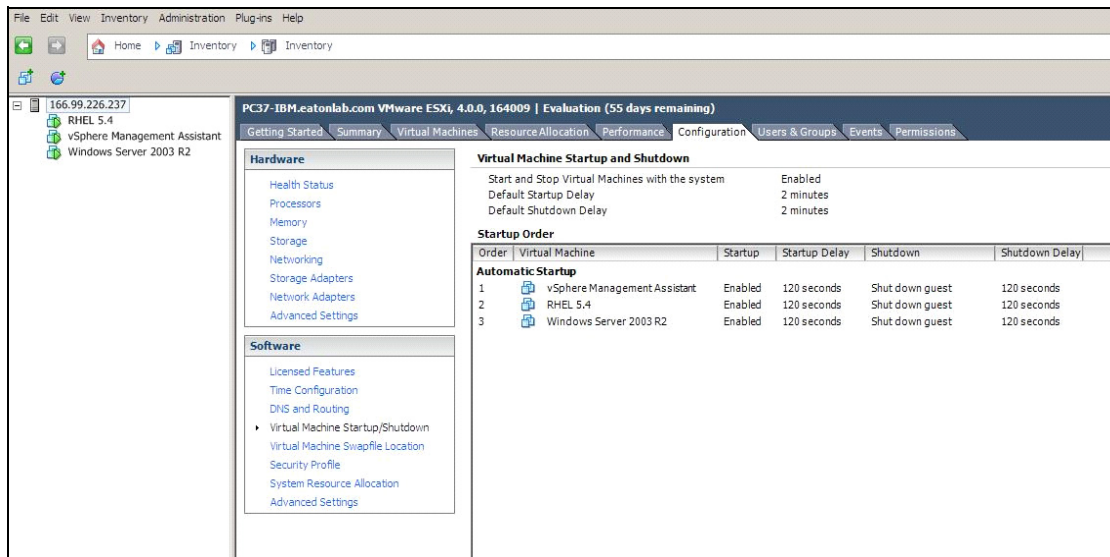 File Edit View Inventory Administration Plug-ins Help
Home Inventory Inventory
166.99.226.237
RHEL 5.4
vSphere Management Assistant
Windows Server 2003 R2
PC37-IBM.eatonlab.com VMware ESXi, 4.0.0, 164009 | Evaluation (55 days remaining)
Getting Started Summary Virtual Machines Resource Allocation Performance Configuration Users & Groups Events Permissions
Hardware
Health Status
Processors
Memory
Storage
Networking
Storage Adapters
Network Adapters
Advanced Settings
Software
Licensed Features
Time Configuration
DNS and Routing
Virtual Machine Startup/Shutdown
Virtual Machine Swapfile Location
Security Profile
System Resource Allocation
Advanced Settings
Virtual Machine Startup and Shutdown
Start and Stop Virtual Machines with the system Enabled
Default Startup Delay 2 minutes
Default Shutdown Delay 2 minutes
Startup Order
Order Virtual Machine Startup Startup Delay Shutdown Shutdown Delay
Automatic Startup
1 vSphere Management Assistant Enabled 120 seconds Shut down guest 120 seconds
2 RHEL 5.4 Enabled 120 seconds Shut down guest 120 seconds
3 Windows Server 2003 R2 Enabled 120 seconds Shut down guest 120 seconds